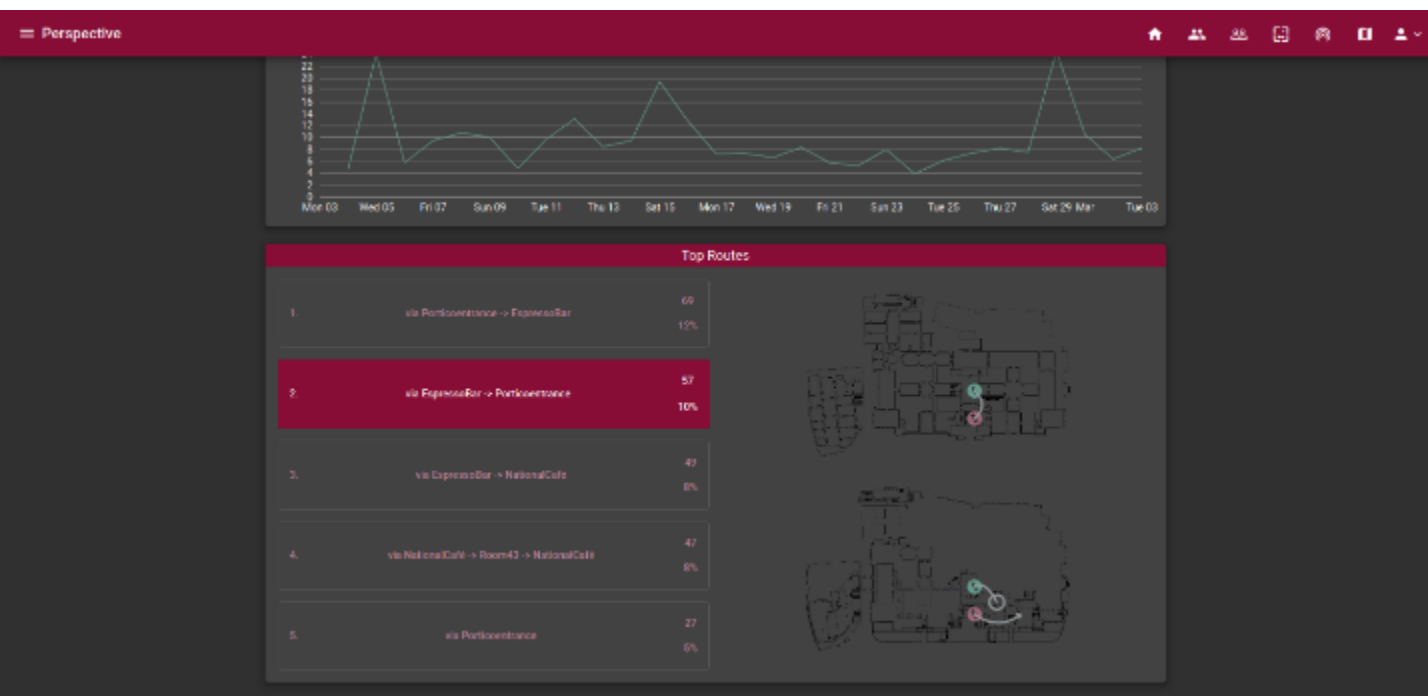 Perspective
22
20
18
16
14
12
10
8
6
4
2
0
Mon 03 Wed 05 Fri 07 Sun 09 Tue 11 Thu 13 Sat 15 Mon 17 Wed 19 Fri 21 Sun 23 Tue 25 Thu 27 Sat 29 Mar Tue 03
Top Routes
1. via Porticoentrance -> EspressoBar 69
12%
2. via EspressoBar -> Porticoentrance 57
10%
3. via EspressoBar -> NationalCafé 49
8%
4. via NationalCafé -> Room43 -> NationalCafé 47
8%
5. via Porticoentrance 27
5%